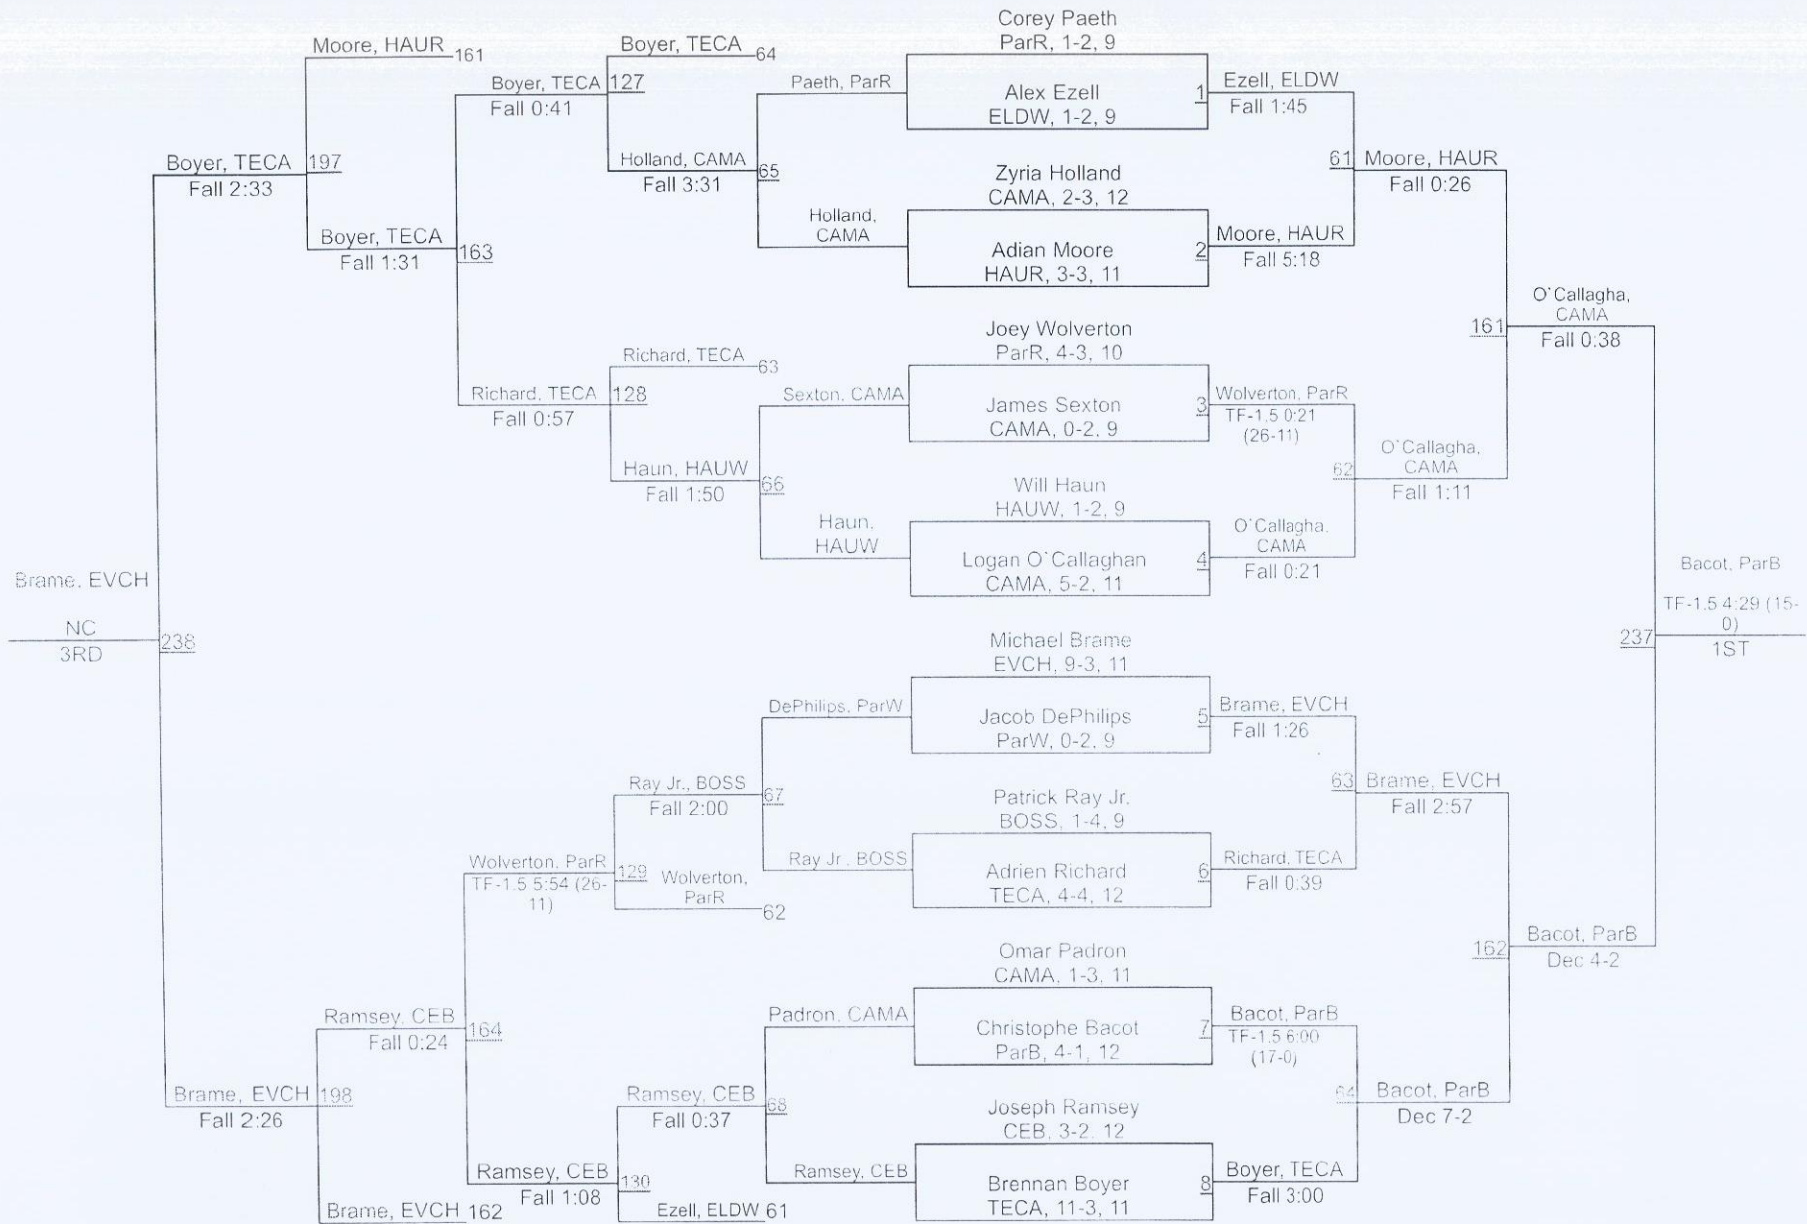 Corey Paeth
ParR, 1-2, 9
Alex Ezell
ELDW, 1-2, 9
1
Zyria Holland
CAMA, 2-3, 12
Adian Moore
HAUR, 3-3, 11
2
Joey Wolverton
ParR, 4-3, 10
James Sexton
CAMA, 0-2, 9
3
Will Haun
HAUW, 1-2, 9
Logan O`Callaghan
CAMA, 5-2, 11
4
Michael Brame
EVCH, 9-3, 11
Jacob DePhilips
ParW, 0-2, 9
5
Patrick Ray Jr.
BOSS, 1-4, 9
Adrien Richard
TECA, 4-4, 12
6
Omar Padron
CAMA, 1-3, 11
Christophe Bacot
ParB, 4-1, 12
7
Joseph Ramsey
CEB, 3-2, 12
Brennan Boyer
TECA, 11-3, 11
8
Ezell, ELDW
Fall 1:45
Moore, HAUR
Fall 5:18
Wolverton, ParR
TF-1.5 0:21
(26-11)
O`Callagha,
CAMA
Fall 0:21
Brame, EVCH
Fall 1:26
Richard, TECA
Fall 0:39
Bacot, ParB
TF-1.5 6:00
(17-0)
Boyer, TECA
Fall 3:00
61
Moore, HAUR
Fall 0:26
62
O`Callagha,
CAMA
Fall 1:11
63
Brame, EVCH
Fall 2:57
64
Bacot, ParB
Dec 7-2
161
O`Callagha,
CAMA
Fall 0:38
162
Bacot, ParB
Dec 4-2
237
Bacot, ParB
TF-1.5 4:29 (15-
0)
1ST
Paeth, ParR
Holland,
CAMA
Sexton, CAMA
Haun,
HAUW
DePhilips, ParW
Ray Jr., BOSS
Padron, CAMA
Ramsey, CEB
Boyer, TECA
64
Holland, CAMA
Fall 3:31
65
Richard, TECA
63
Haun, HAUW
Fall 1:50
66
Ray Jr., BOSS
Fall 2:00
67
Wolverton,
ParR
62
Ramsey, CEB
Fall 0:37
68
Ezell, ELDW
61
Boyer, TECA
Fall 0:41
127
Richard, TECA
Fall 0:57
128
Wolverton, ParR
TF-1.5 5:54 (26-
11)
129
Ramsey, CEB
Fall 1:08
130
Moore, HAUR
161
Boyer, TECA
Fall 1:31
163
Ramsey, CEB
Fall 0:24
164
Brame, EVCH
162
Boyer, TECA
Fall 2:33
197
Brame, EVCH
Fall 2:26
198
Brame, EVCH
NC
3RD
238